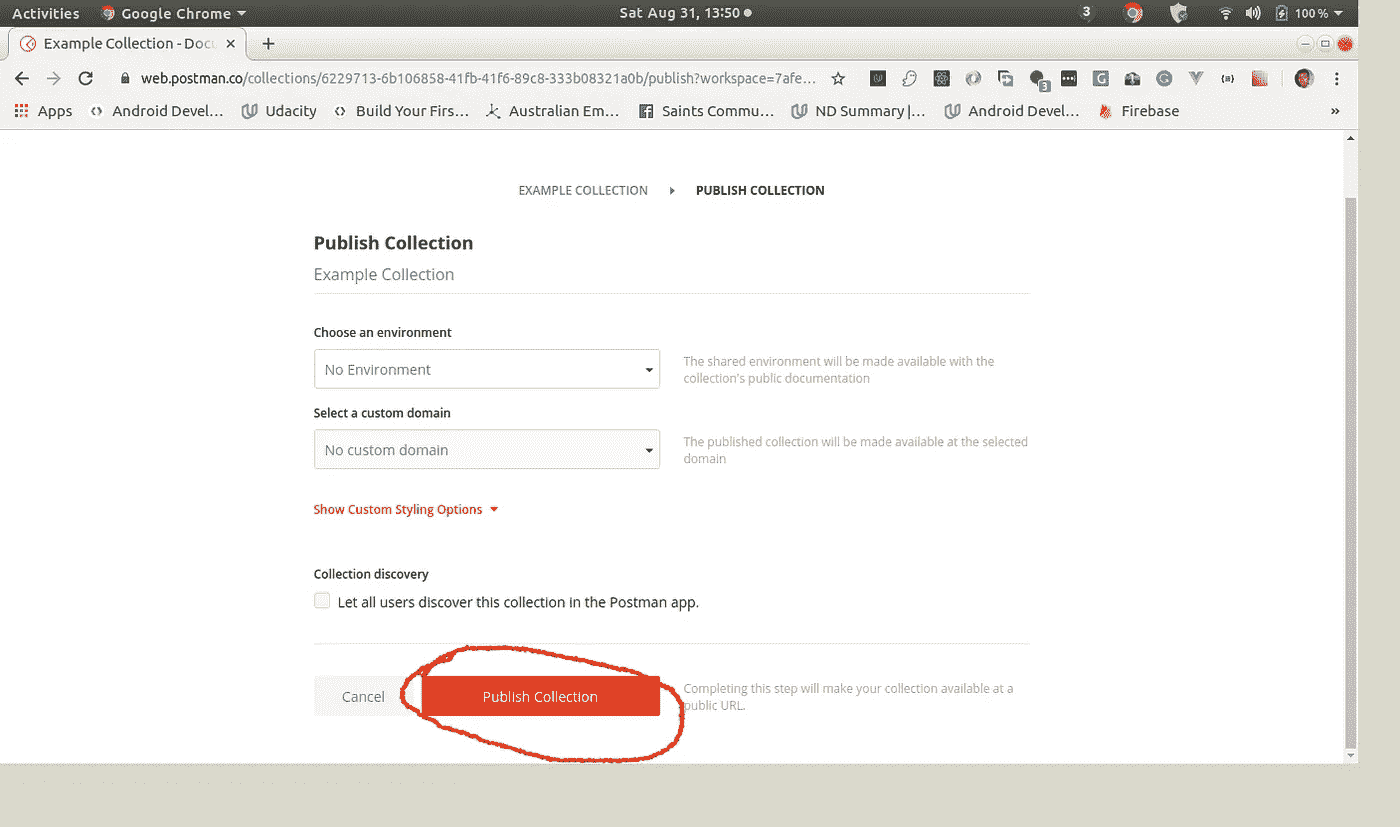 Activities Google Chrome Sat Aug 31, 13:50 3 100%
Example Collection - Docu
web.postman.co/collections/6229713-6b106858-41fb-41f6-89c8-333b08321a0b/publish?workspace=7afe... 3
Apps Android Devel... Udacity Build Your Firs... Australian Em... Saints Commu... ND Summary |... Android Devel... Firebase »
EXAMPLE COLLECTION PUBLISH COLLECTION
Publish Collection
Example Collection
Choose an environment
No Environment
The shared environment will be made available with the
collection's public documentation
Select a custom domain
No custom domain
The published collection will be made available at the selected
domain
Show Custom Styling Options
Collection discovery
Let all users discover this collection in the Postman app.
Cancel Publish Collection
Completing this step will make your collection available at a
public URL.